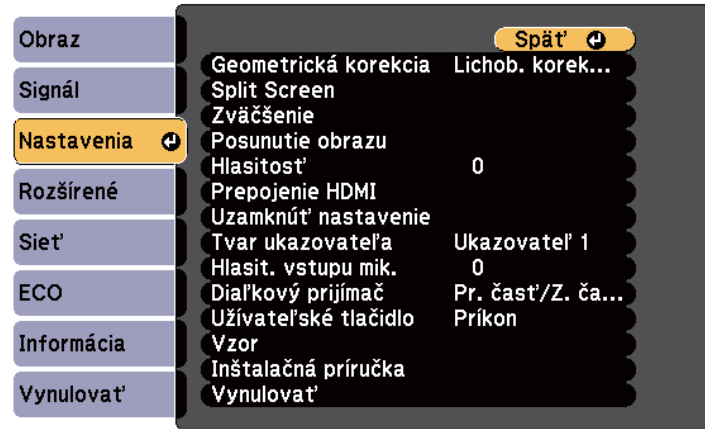 Obraz
Signál
Nastavenia
Rozšírené
Sieť
ECO
Informácia
Vynulovať
Späť
Geometrická korekcia Lichob. korek...
Split Screen
Zväčšenie
Posunutie obrazu
Hlasitosť 0
Prepojenie HDMI
Uzamknúť nastavenie
Tvar ukazovateľa Ukazovateľ 1
Hlasit. vstupu mik. 0
Diaľkový prijímač Pr. časť/Z. ča...
Užívateľské tlačidlo Príkon
Vzor
Inštalačná príručka
Vynulovať